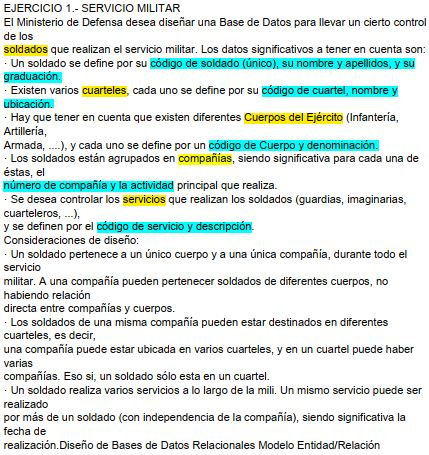 EJERCICIO 1.- SERVICIO MILITAR
El Ministerio de Defensa desea diseñar una Base de Datos para llevar un cierto control
de los
soldados que realizan el servicio militar. Los datos significativos a tener en cuenta son:
· Un soldado se define por su código de soldado (único), su nombre y apellidos, y su
graduación.
· Existen varios cuarteles, cada uno se define por su código de cuartel, nombre y
ubicación.
· Hay que tener en cuenta que existen diferentes Cuerpos del Ejército (Infantería,
Artillería,
Armada, ....), y cada uno se define por un código de Cuerpo y denominación.
· Los soldados están agrupados en compañías, siendo significativa para cada una de
éstas, el
número de compañía y la actividad principal que realiza.
· Se desea controlar los servicios que realizan los soldados (guardias, imaginarias,
cuarteleros, ...),
y se definen por el código de servicio y descripción.
Consideraciones de diseño:
· Un soldado pertenece a un único cuerpo y a una única compañía, durante todo el
servicio
militar. A una compañía pueden pertenecer soldados de diferentes cuerpos, no
habiendo relación
directa entre compañías y cuerpos.
· Los soldados de una misma compañía pueden estar destinados en diferentes
cuarteles, es decir,
una compañía puede estar ubicada en varios cuarteles, y en un cuartel puede haber
varias
compañías. Eso si, un soldado sólo esta en un cuartel.
· Un soldado realiza varios servicios a lo largo de la mili. Un mismo servicio puede ser
realizado
por más de un soldado (con independencia de la compañía), siendo significativa la
fecha de
realización.Diseño de Bases de Datos Relacionales Modelo Entidad/Relación